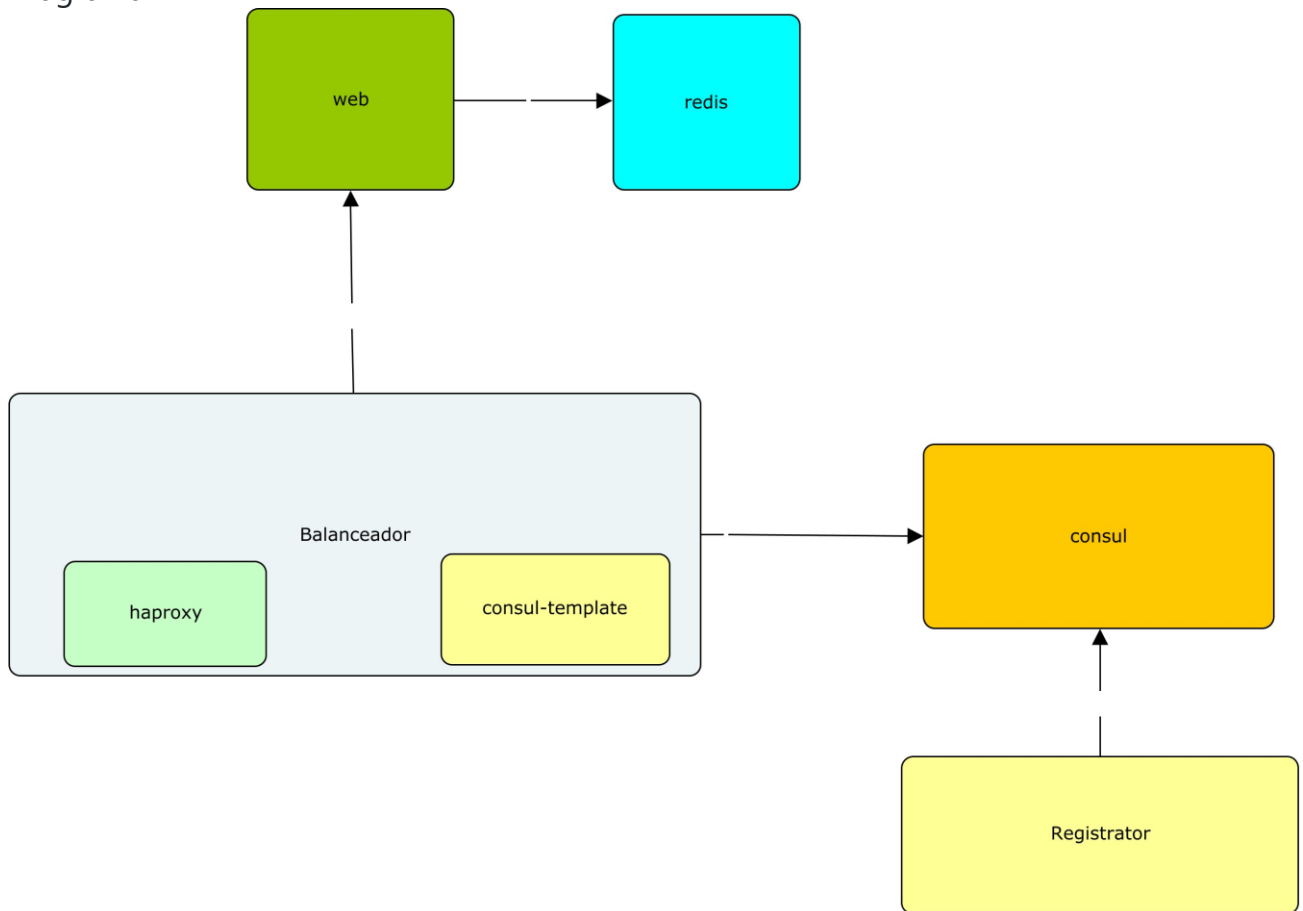 web
redis
Balanceador
consul
haproxy
consul-template
Registrator